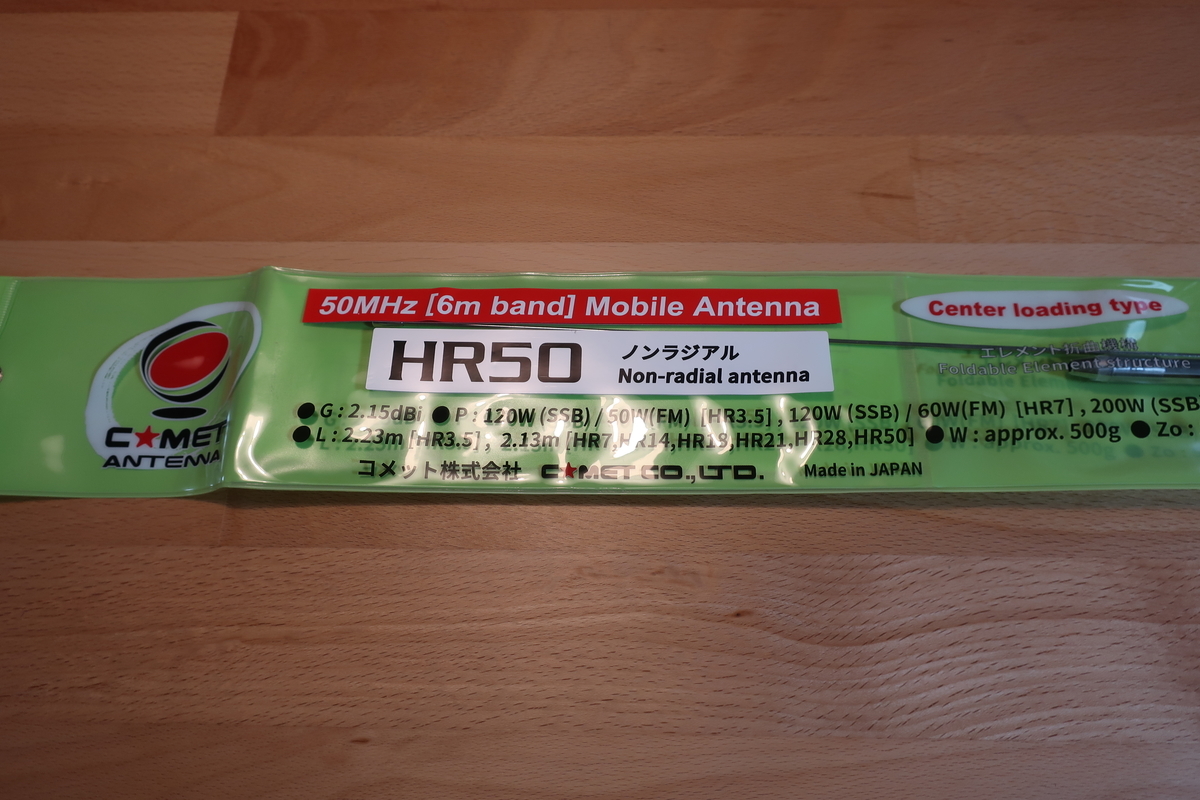 50MHz [6m band] Mobile Antenna
Center loading type
HR50
ノンラジアル
Non-radial antenna
エレメント折曲構造
Foldable Element structure
●G : 2.15dBi ●P : 120W (SSB) / 50W(FM) [HR3.5] , 120W (SSB) / 60W(FM) [HR7] , 200W (SSB
●L : 2.23m [HR3.5] , 2.13m [HR7,HR14,HR18,HR21,HR28,HR50] ●W : approx. 500g ●Zo :
コメット株式会社 C★MET CO.,LTD. Made in JAPAN
C★MET
ANTENNA